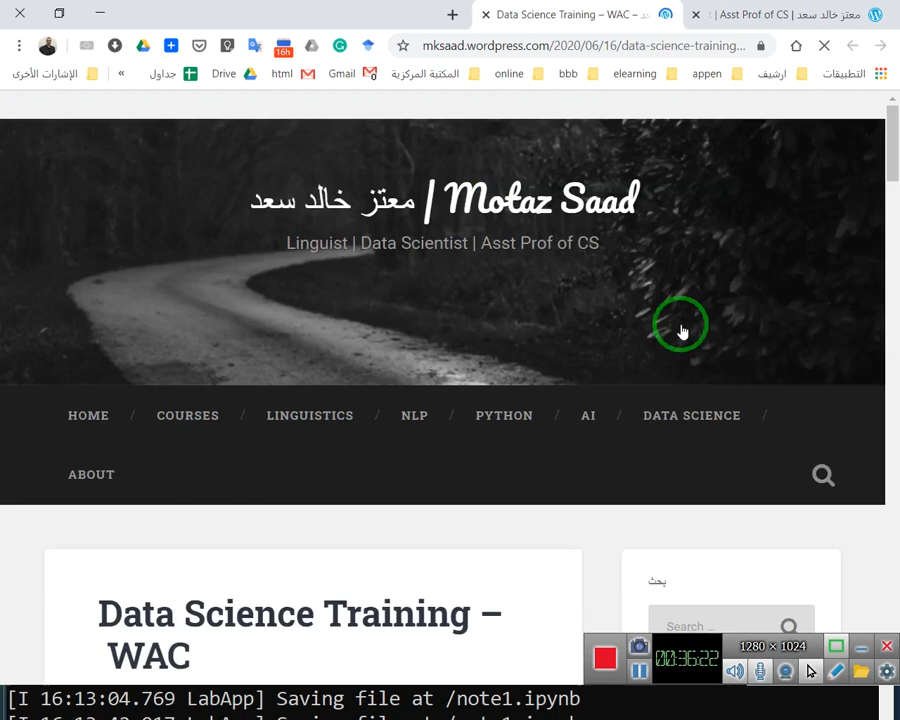 Data Science Training – WAC –
معتز خالد سعد | Asst Prof of CS
mksaad.wordpress.com/2020/06/16/data-science-training...
16h
الإشارات الأخرى
»
جداول
Drive
html
Gmail
المكتبة المركزية
online
bbb
elearning
appen
ارشيف
التطبيقات
معتز خالد سعد | Motaz Saad
Linguist | Data Scientist | Asst Prof of CS
HOME / COURSES / LINGUISTICS / NLP / PYTHON / AI / DATA SCIENCE /
ABOUT
Data Science Training –
WAC
بحث
Search ...
00:36:22
1280 × 1024
[I 16:13:04.769 LabApp] Saving file at /note1.ipynb